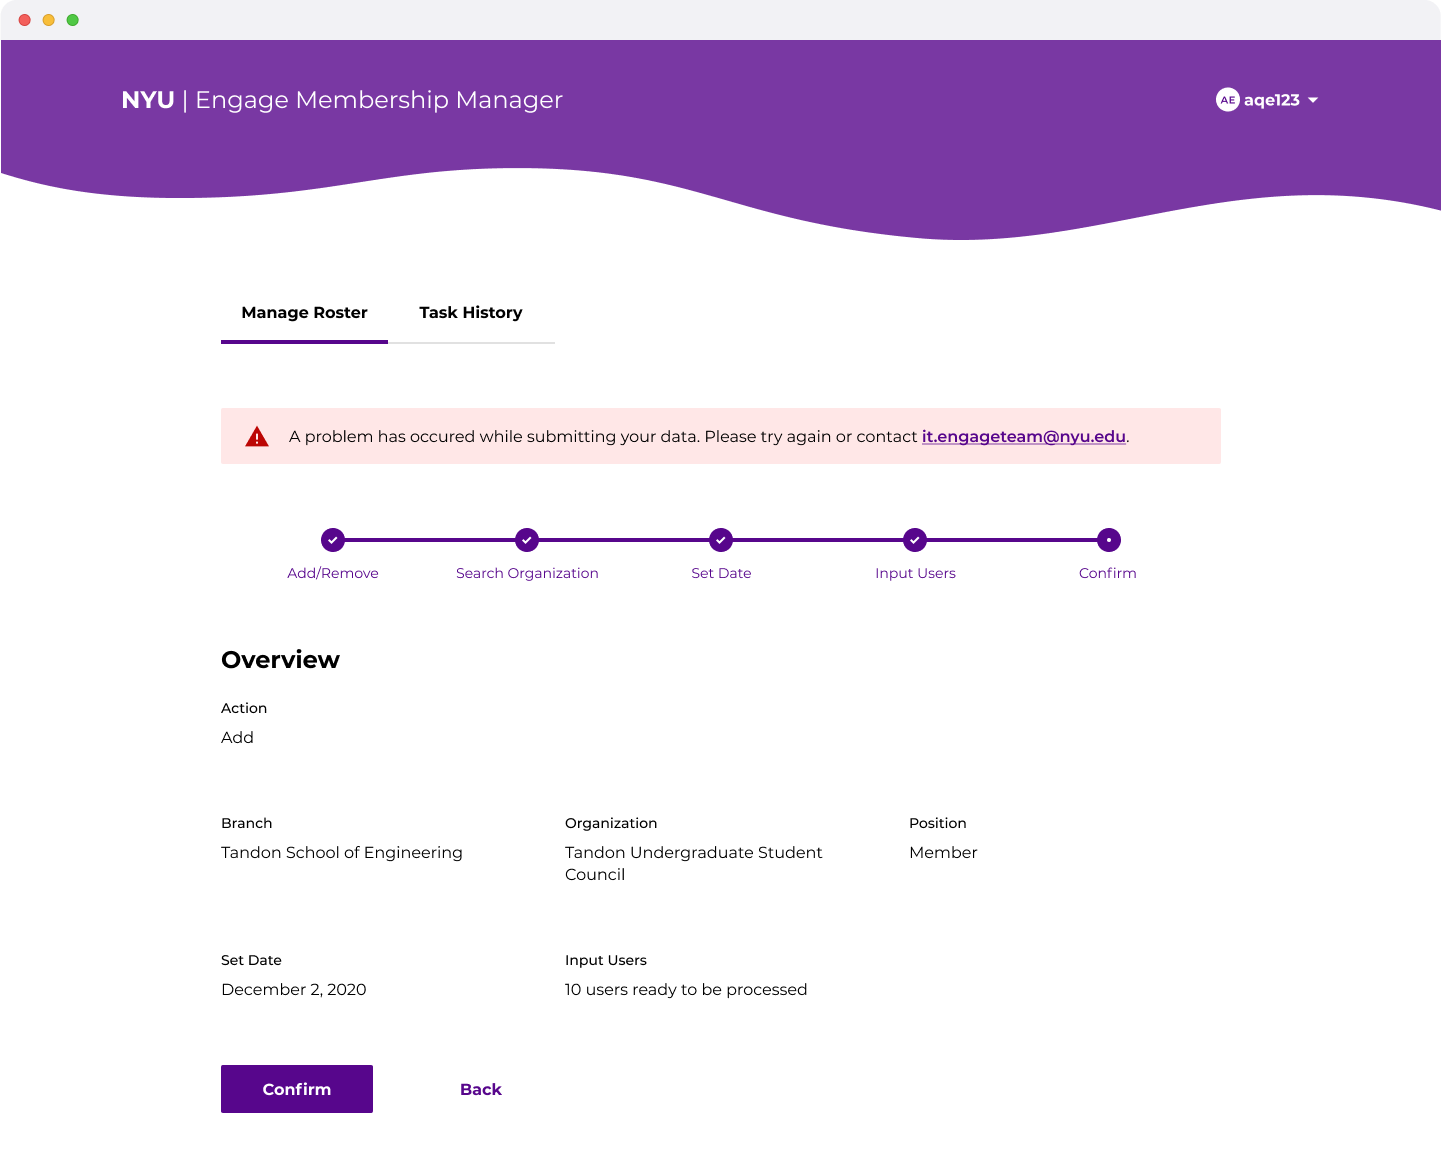 NYU | Engage Membership Manager
AE aqe123
Manage Roster Task History
A problem has occured while submitting your data. Please try again or contact it.engageteam@nyu.edu.
Add/Remove Search Organization Set Date Input Users Confirm
Overview
Action
Add
Branch Organization Position
Tandon School of Engineering Tandon Undergraduate Student Member
Council
Set Date Input Users
December 2, 2020 10 users ready to be processed
Confirm Back